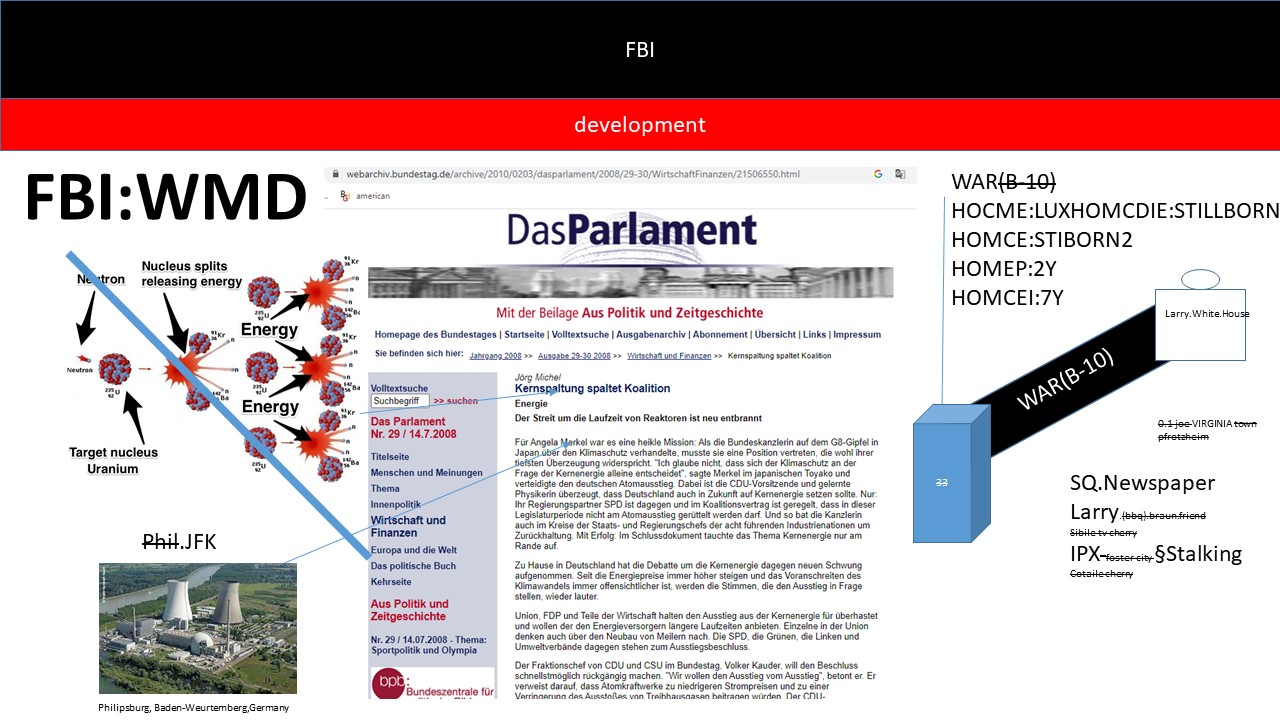 FBI
development
FBI:WMD
Neutron
Nucleus splits
releasing energy
Energy
Energy
Neutron
Target nucleus
Uranium
Phil.JFK
Philipsburg, Baden-Weurtemberg,Germany
webarchiv.bundestag.de/archive/2010/0203/dasparlament/2008/29-30/WirtschaftFinanzen/21506550.html
american
DasParlament
Mit der Beilage Aus Politik und Zeitgeschichte
Homepage des Bundestages | Startseite | Volltextsuche | Ausgabenarchiv | Abonnement | Übersicht | Links | Impressum
Sie befinden sich hier: Jahrgang 2008 >> Ausgabe 29-30 2008 >> Wirtschaft und Finanzen >> Kernspaltung spaltet Koalition
Volltextsuche
Suchbegriff >> suchen
Das Parlament
Nr. 29 / 14.7.2008
Titelseite
Menschen und Meinungen
Thema
Innenpolitik
Wirtschaft und
Finanzen
Europa und die Welt
Das politische Buch
Kehrseite
Aus Politik und
Zeitgeschichte
Nr. 29 / 14.07.2008 - Thema:
Sportpolitik und Olympia
bpb:
Bundeszentrale für
Jörg Michel
Kernspaltung spaltet Koalition
Energie
Der Streit um die Laufzeit von Reaktoren ist neu entbrannt
Für Angela Merkel war es eine heikle Mission: Als die Bundeskanzlerin auf dem G8-Gipfel in
Japan über den Klimaschutz verhandelte, musste sie eine Position vertreten, die wohl ihrer
tiefsten Überzeugung widerspricht. "Ich glaube nicht, dass sich der Klimaschutz an der
Frage der Kernenergie alleine entscheidet", sagte Merkel im japanischen Toyako und
verteidigte den deutschen Atomausstieg. Dabei ist die CDU-Vorsitzende und gelernte
Physikerin überzeugt, dass Deutschland auch in Zukunft auf Kernenergie setzen sollte. Nur:
Ihr Regierungspartner SPD ist dagegen und im Koalitionsvertrag ist geregelt, dass in dieser
Legislaturperiode nicht am Atomausstieg gerüttelt werden darf. Und so bat die Kanzlerin
auch im Kreise der Staats- und Regierungschefs der acht führenden Industrienationen um
Zurückhaltung. Mit Erfolg: Im Schlussdokument tauchte das Thema Kernenergie nur am
Rande auf.
Zu Hause in Deutschland hat die Debatte um die Kernenergie dagegen neuen Schwung
aufgenommen. Seit die Energiepreise immer höher steigen und das Voranschreiten des
Klimawandels immer offensichtlicher ist, werden die Stimmen, die den Ausstieg in Frage
stellen, wieder lauter.
Union, FDP und Teile der Wirtschaft halten den Ausstieg aus der Kernenergie für überhastet
und wollen der den Energieversorgern längere Laufzeiten anbieten. Einzelne in der Union
denken auch über den Neubau von Meilern nach. Die SPD, die Grünen, die Linken und
Umweltverbände dagegen stehen zum Ausstiegsbeschluss.
Der Fraktionschef von CDU und CSU im Bundestag, Volker Kauder, will den Beschluss
schnellstmöglich rückgängig machen. "Wir wollen den Ausstieg vom Ausstieg", betont er. Er
verweist darauf, dass Atomkraftwerke zu niedrigeren Strompreisen und zu einer
Verringerung des Ausstoßes von Treibhausgasen beitragen würden. Der CDU-
WAR(B-10)
HOCME:LUXHOMCDIE:STILLBORN
HOMCE:STIBORN2
HOMEP:2Y
HOMCEI:7Y
Larry.White.House
WAR(B-10)
33
0.1 joe VIRGINIA town
pfrotzheim
SQ.Newspaper
Larry.(bbq).braun.friend
Sibile tv cherry
IPX-foster city §Stalking
Cotaile cherry